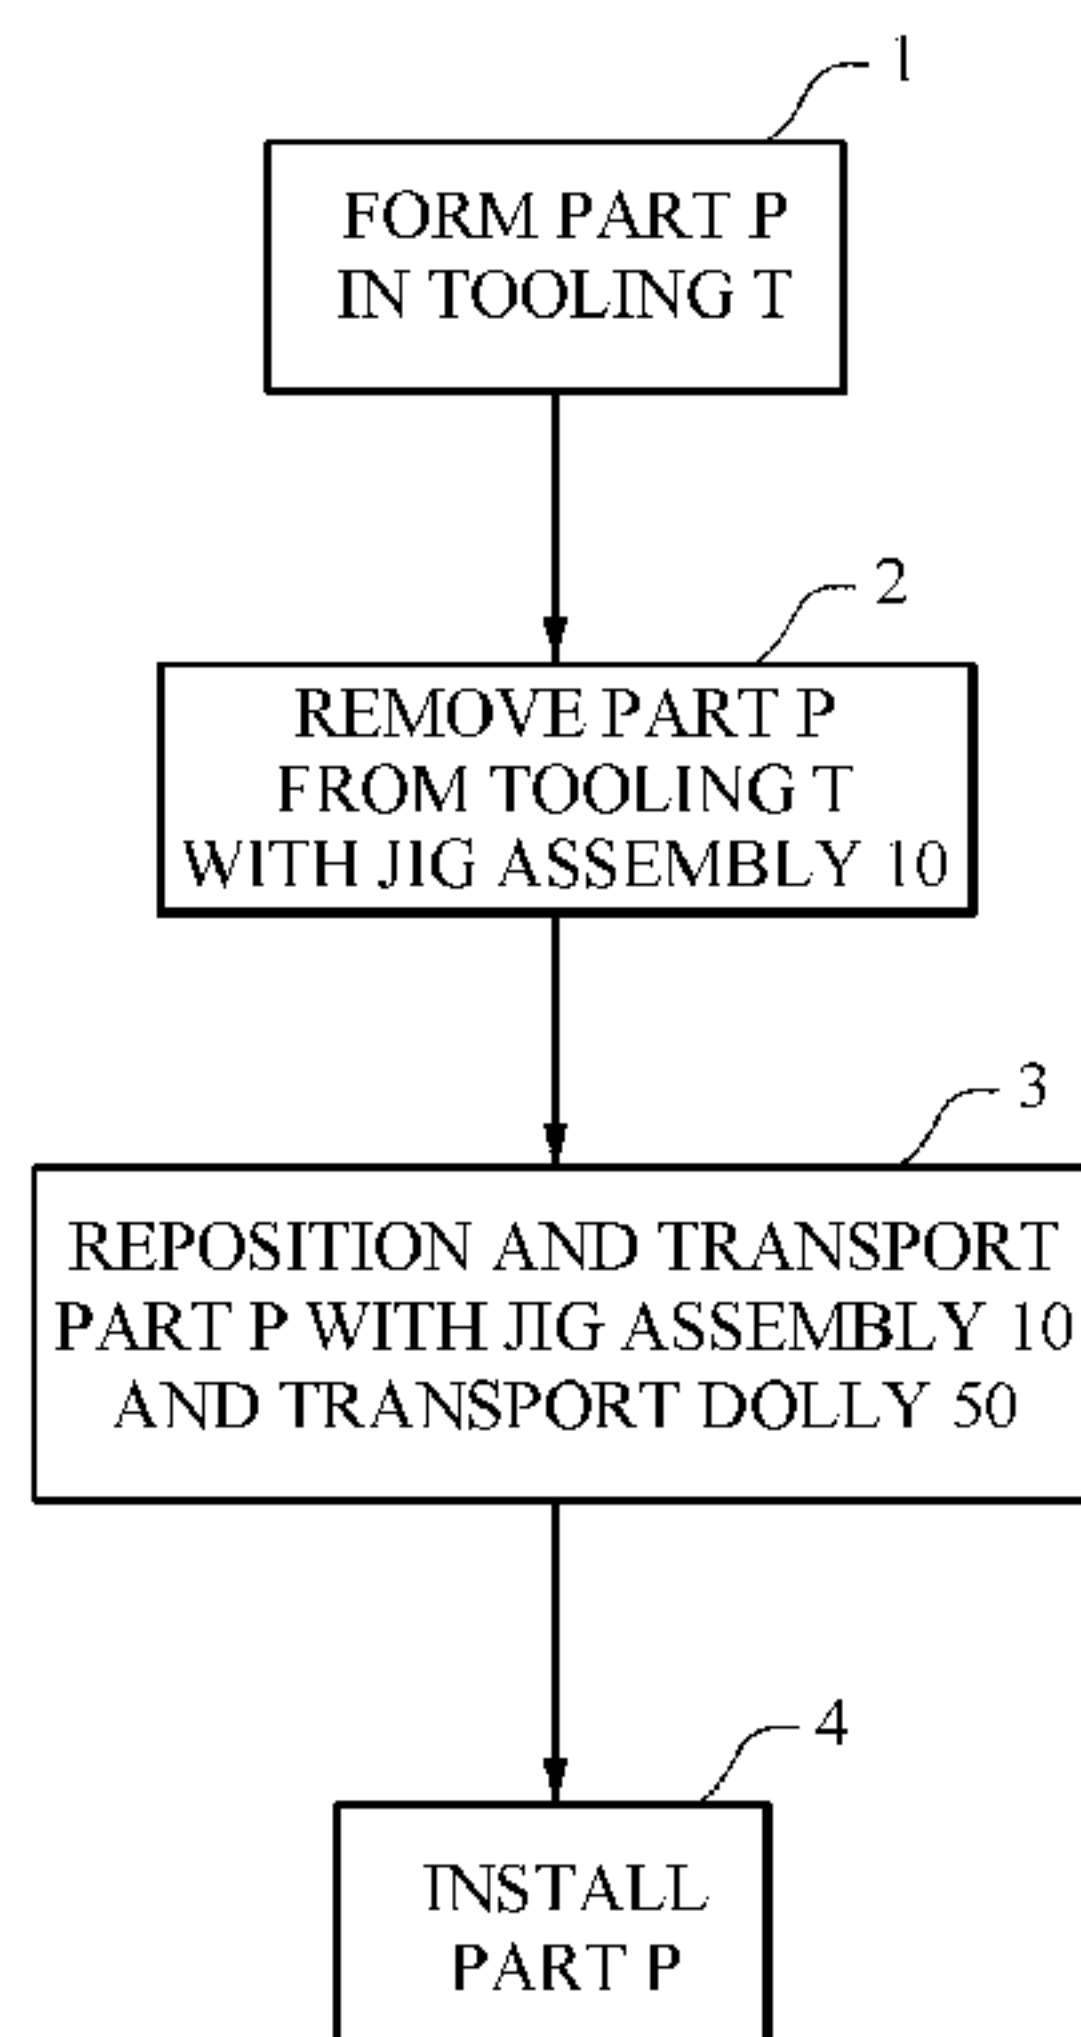 1
FORM PART P
IN TOOLING T
2
REMOVE PART P
FROM TOOLING T
WITH JIG ASSEMBLY 10
3
REPOSITION AND TRANSPORT
PART P WITH JIG ASSEMBLY 10
AND TRANSPORT DOLLY 50
4
INSTALL
PART P